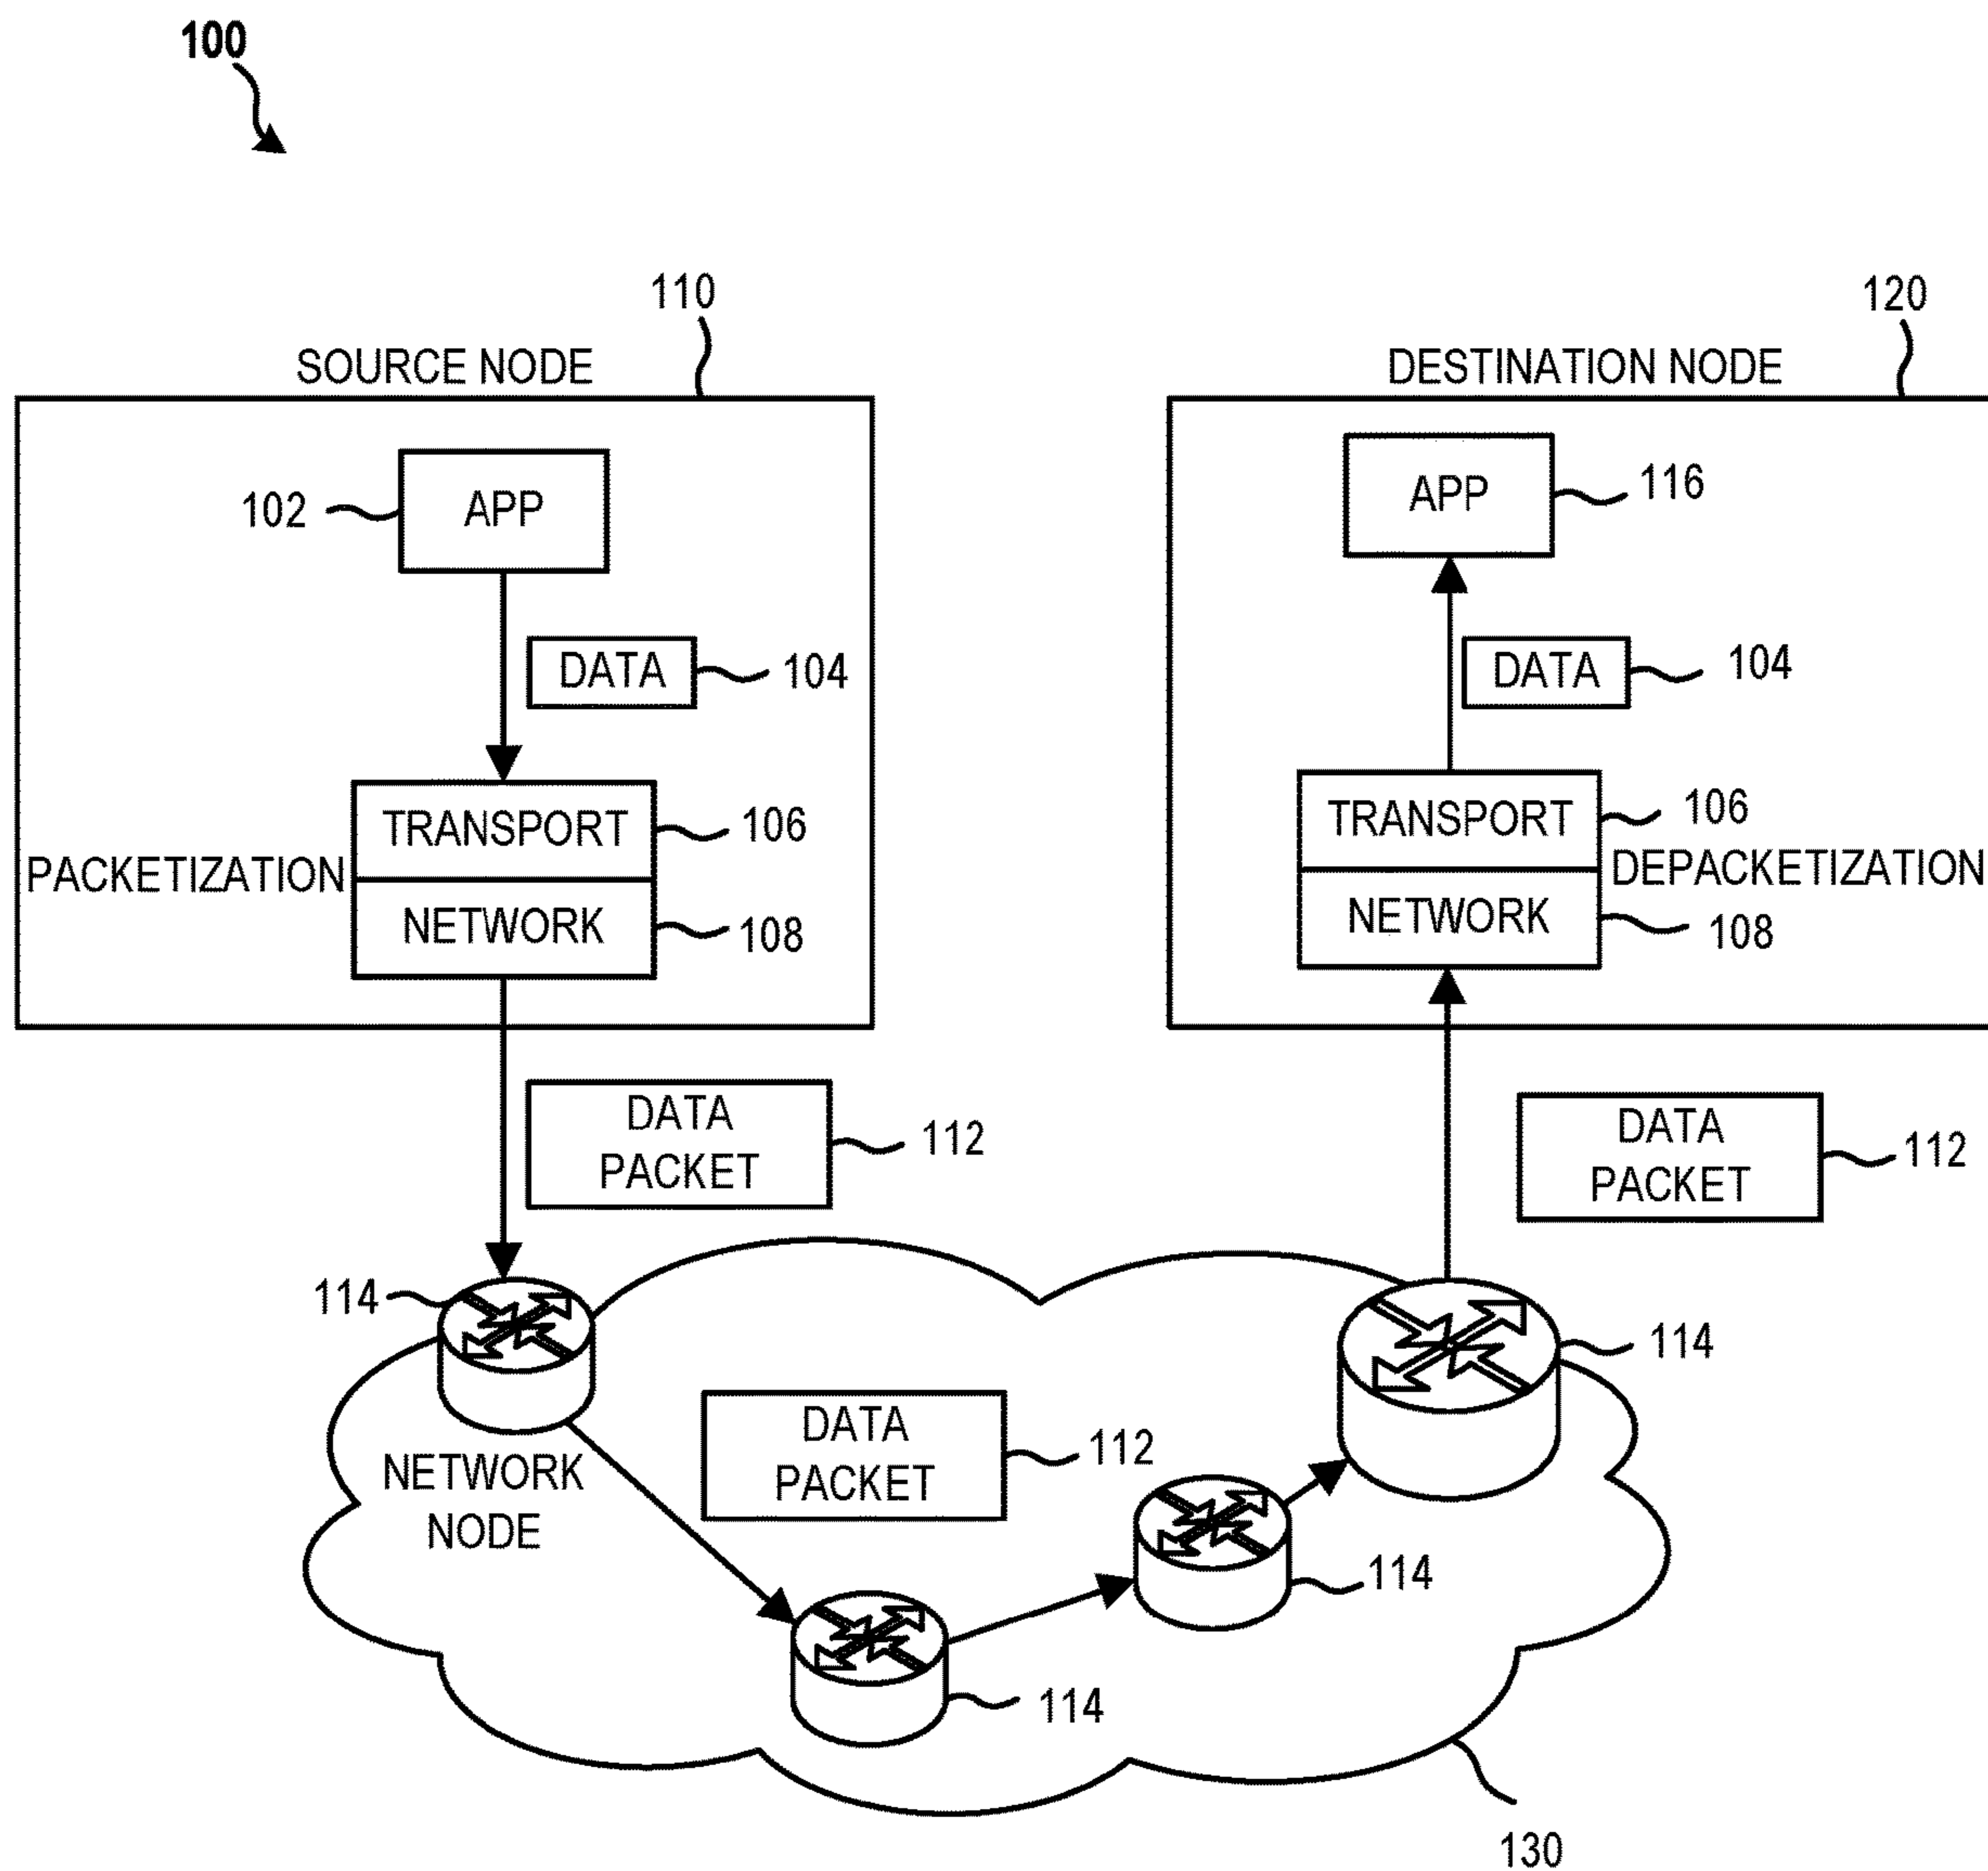 100
110
120
SOURCE NODE
DESTINATION NODE
102
APP
APP
116
DATA
104
DATA
104
PACKETIZATION
TRANSPORT
106
NETWORK
108
TRANSPORT
106
DEPACKETIZATION
NETWORK
108
DATA
PACKET
112
DATA
PACKET
112
114
NETWORK
NODE
DATA
PACKET
112
114
114
114
130